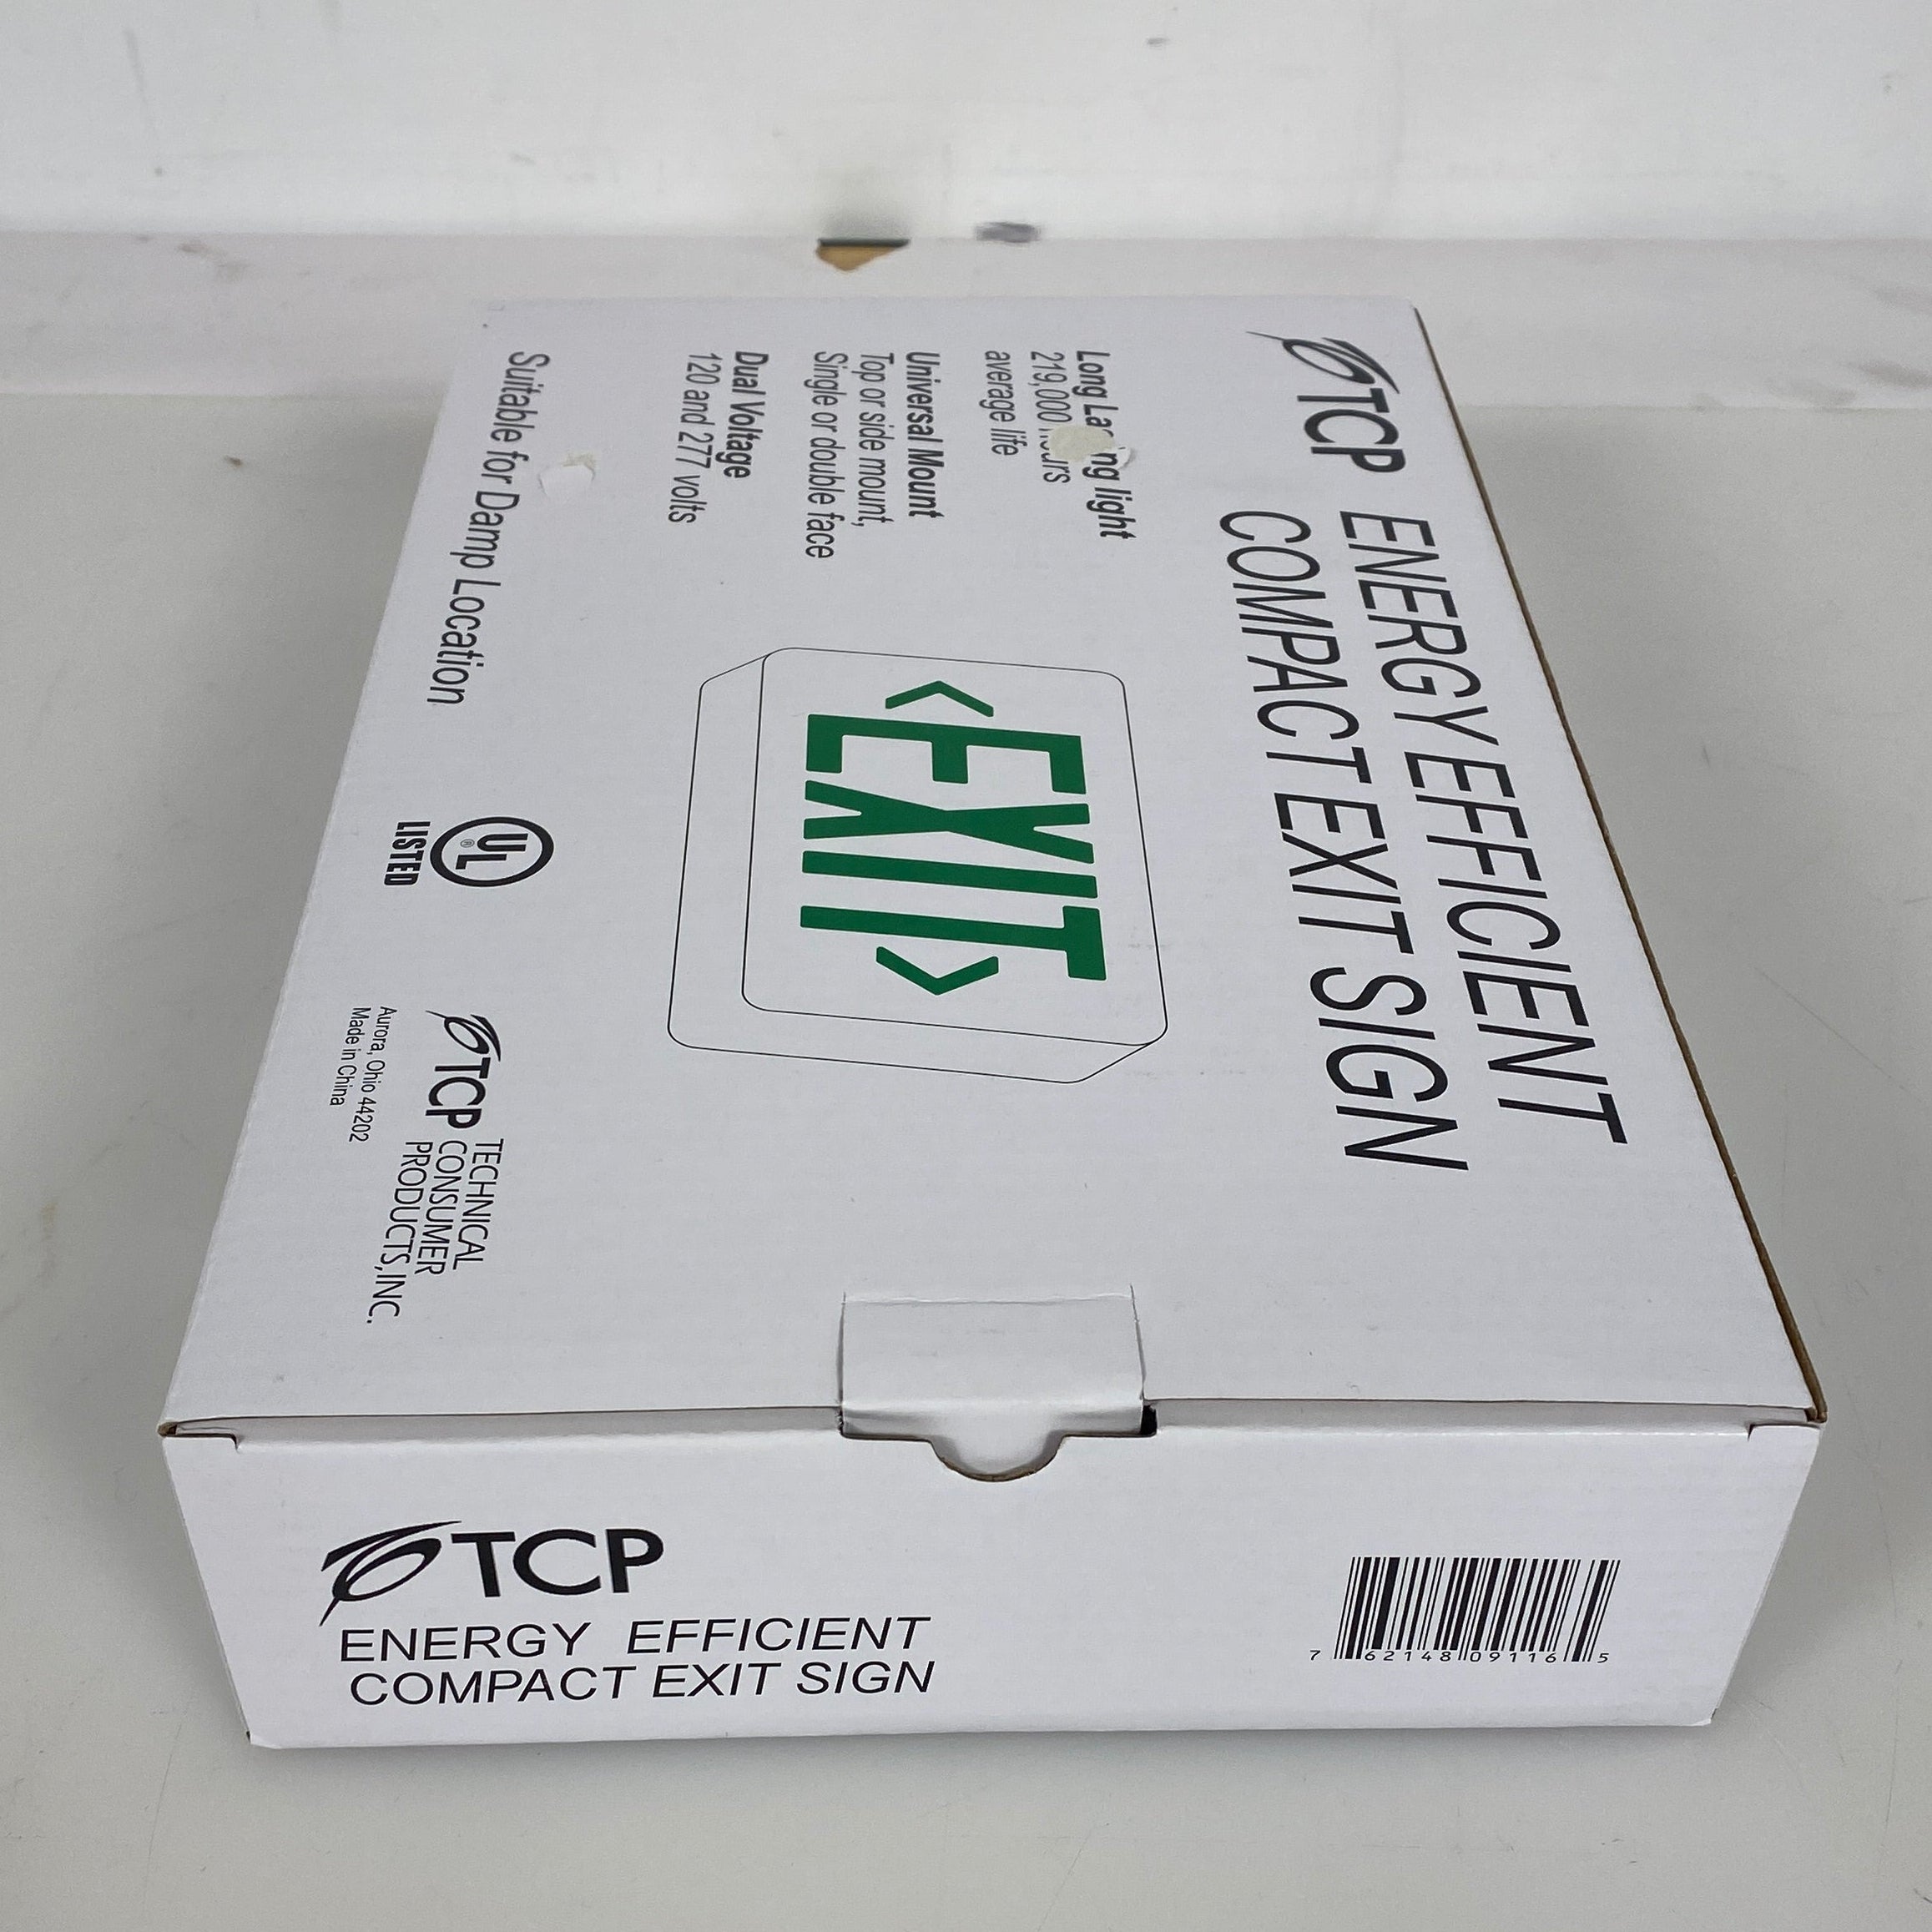 TCP
ENERGY EFFICIENT
COMPACT EXIT SIGN
light
219,000
average life
Universal Mount
Top or side mount,
Single or double face
Dual Voltage
120 and 277 volts
<EXIT>
Suitable for Damp Location
UL
®
LISTED
TCP
TECHNICAL
CONSUMER
PRODUCTS, INC.
Aurora, Ohio 44202
Made in China
TCP
ENERGY EFFICIENT
COMPACT EXIT SIGN
7 62148 09116 5